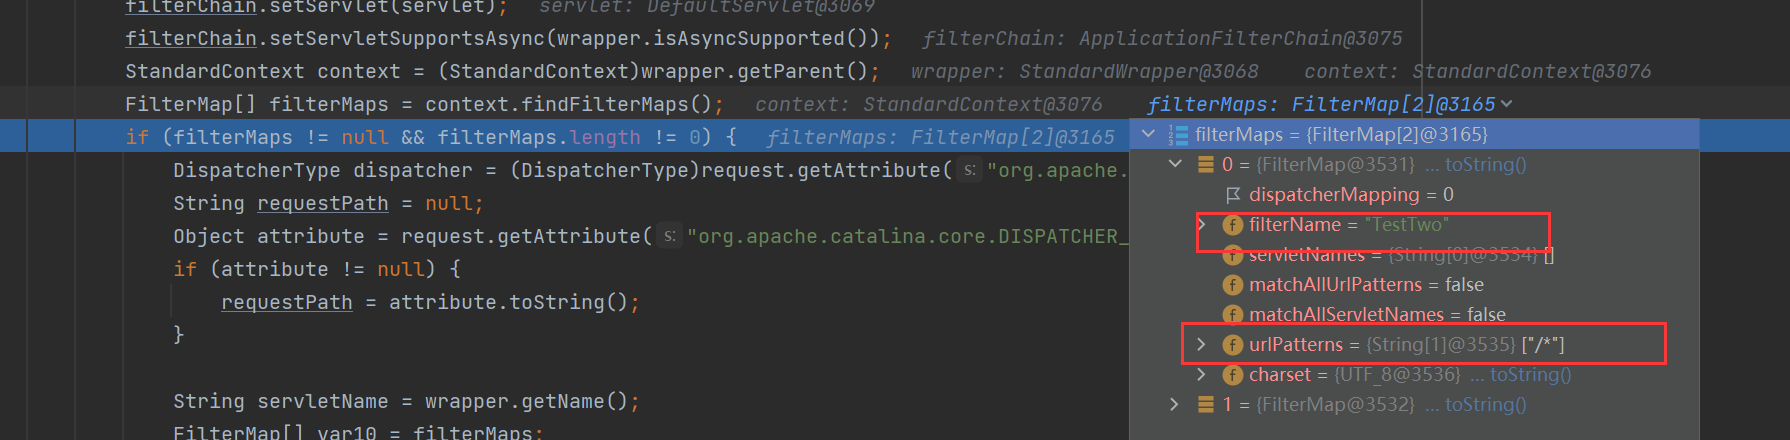 filterChain.setServlet(servlet);   servlet: DefaultServlet@3069
filterChain.setServletSupportsAsync(wrapper.isAsyncSupported());   filterChain: ApplicationFilterChain@3075
StandardContext context = (StandardContext)wrapper.getParent();   wrapper: StandardWrapper@3068    context: StandardContext@3076
FilterMap[] filterMaps = context.findFilterMaps();   context: StandardContext@3076    filterMaps: FilterMap[2]@3165
if (filterMaps != null && filterMaps.length != 0) {   filterMaps: FilterMap[2]@3165
DispatcherType dispatcher = (DispatcherType)request.getAttribute( s: "org.apache.
String requestPath = null;
Object attribute = request.getAttribute( s: "org.apache.catalina.core.DISPATCHER_
if (attribute != null) {
requestPath = attribute.toString();
}
String servletName = wrapper.getName();
FilterMap[] var10 = filterMaps;
filterMaps = {FilterMap[2]@3165}
0 = {FilterMap@3531} ... toString()
dispatcherMapping = 0
filterName = "TestTwo"
servletNames = {String[0]@3534} []
matchAllUrlPatterns = false
matchAllServletNames = false
urlPatterns = {String[1]@3535} ["/*"]
charset = {UTF_8@3536} ... toString()
1 = {FilterMap@3532} ... toString()